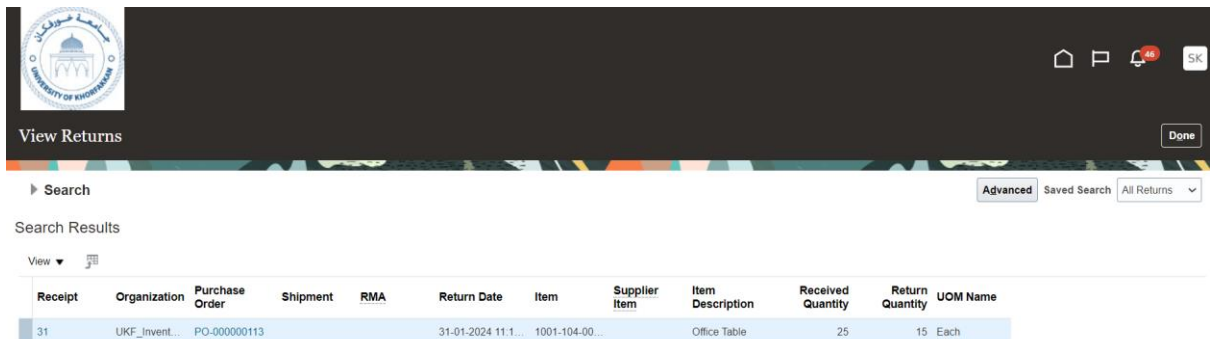 جامعة خورفكان
UNIVERSITY OF KHORFAKKAN
46
SK
View Returns
Done
Search
Advanced Saved Search All Returns
Search Results
View
Receipt Organization Purchase Order Shipment RMA Return Date Item Supplier Item Item Description Received Quantity Return Quantity UOM Name
31 UKF_Invent... PO-000000113 31-01-2024 11:1... 1001-104-00... Office Table 25 15 Each